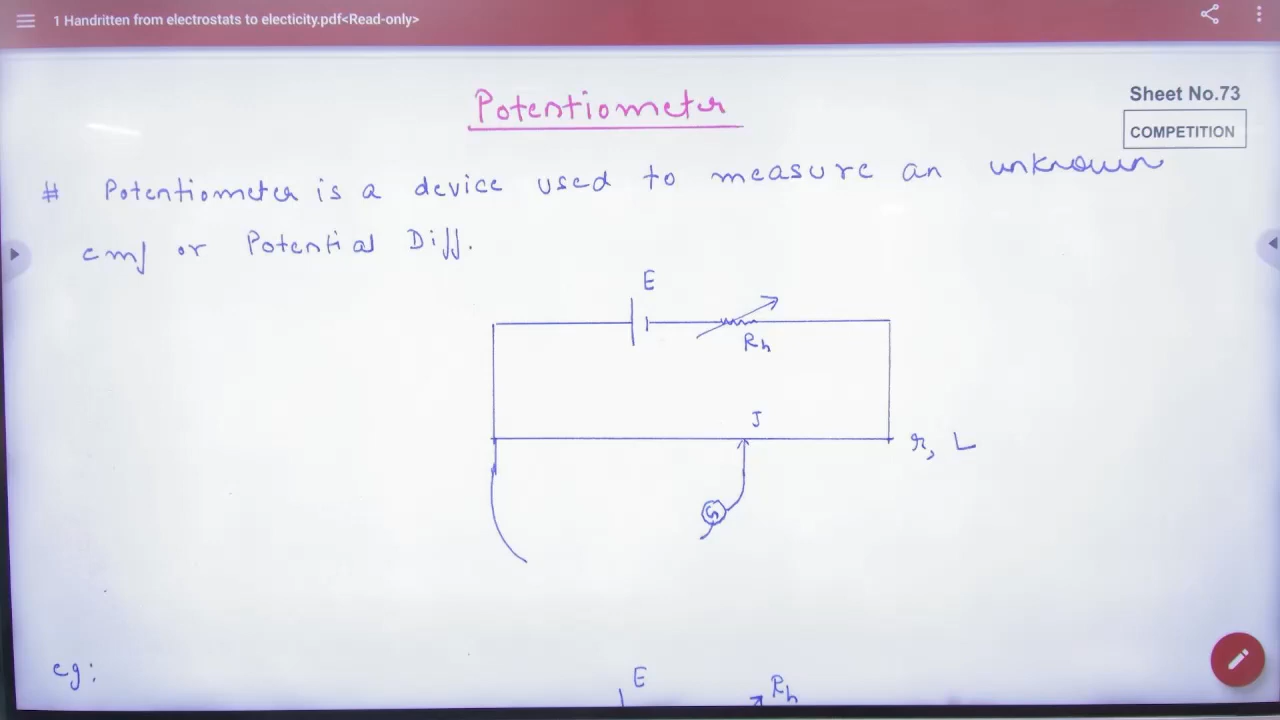 1 Handritten from electrostats to electicity.pdf<Read-only>
Potentiometer
Sheet No.73
COMPETITION
# Potentiometer is a device used to measure an unknown
emf or Potential Diff.
E
Rh
J
r, L
G
eg:
E
Rh